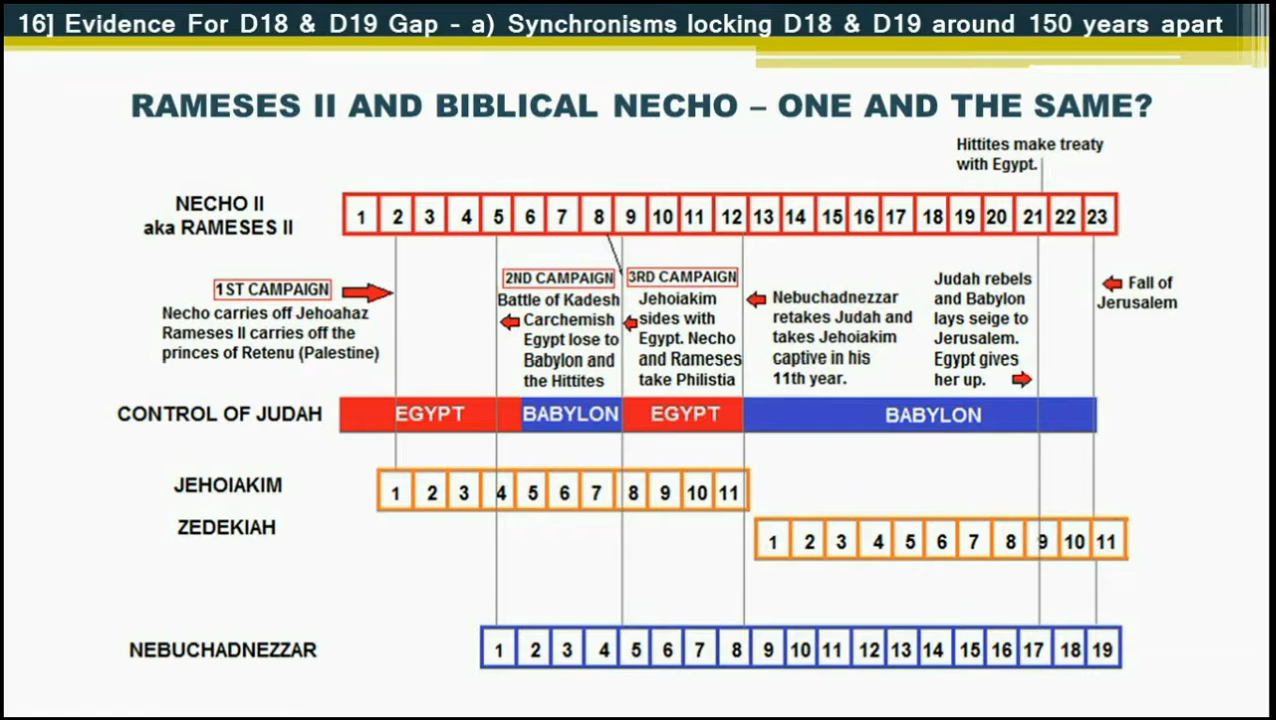 16] Evidence For D18 & D19 Gap - a) Synchronisms locking D18 & D19 around 150 years apart
RAMESES II AND BIBLICAL NECHO – ONE AND THE SAME?
Hittites make treaty
with Egypt.
NECHO II
aka RAMESES II
1 2 3 4 5 6 7 8 9 10 11 12 13 14 15 16 17 18 19 20 21 22 23
1ST CAMPAIGN
Necho carries off Jehoahaz
Rameses II carries off the
princes of Retenu (Palestine)
2ND CAMPAIGN
Battle of Kadesh
Carchemish
Egypt lose to
Babylon and
the Hittites
3RD CAMPAIGN
Jehoiakim
sides with
Egypt. Necho
and Rameses
take Philistia
Nebuchadnezzar
retakes Judah and
takes Jehoiakim
captive in his
11th year.
Judah rebels
and Babylon
lays seige to
Jerusalem.
Egypt gives
her up.
Fall of
Jerusalem
CONTROL OF JUDAH
EGYPT BABYLON EGYPT BABYLON
JEHOIAKIM
1 2 3 4 5 6 7 8 9 10 11
ZEDEKIAH
1 2 3 4 5 6 7 8 9 10 11
NEBUCHADNEZZAR
1 2 3 4 5 6 7 8 9 10 11 12 13 14 15 16 17 18 19